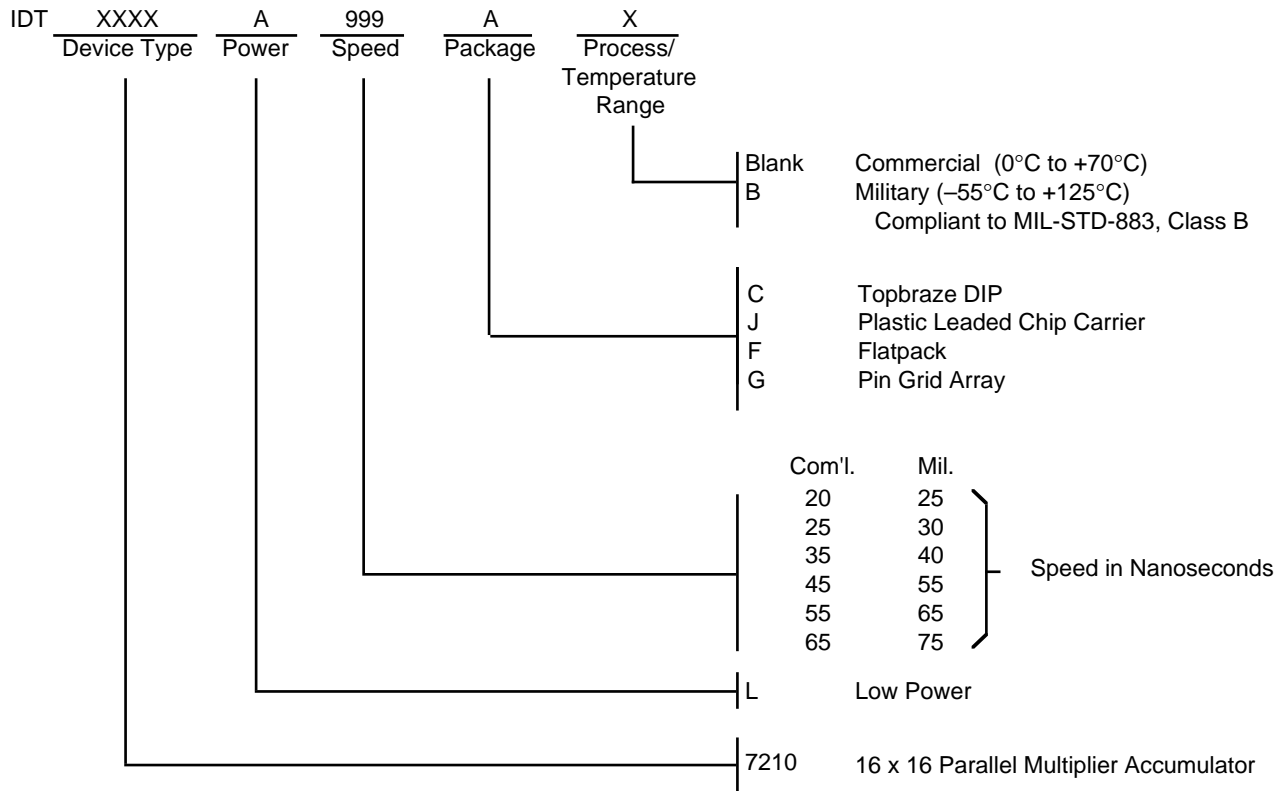 IDT XXXX A 999 A X
Device Type Power Speed Package Process/
Temperature
Range
Blank Commercial (0°C to +70°C)
B Military (–55°C to +125°C)
Compliant to MIL-STD-883, Class B
C Topbraze DIP
J Plastic Leaded Chip Carrier
F Flatpack
G Pin Grid Array
Com'l. Mil.
20 25
25 30
35 40
45 55
55 65
65 75
Speed in Nanoseconds
L Low Power
7210 16 x 16 Parallel Multiplier Accumulator